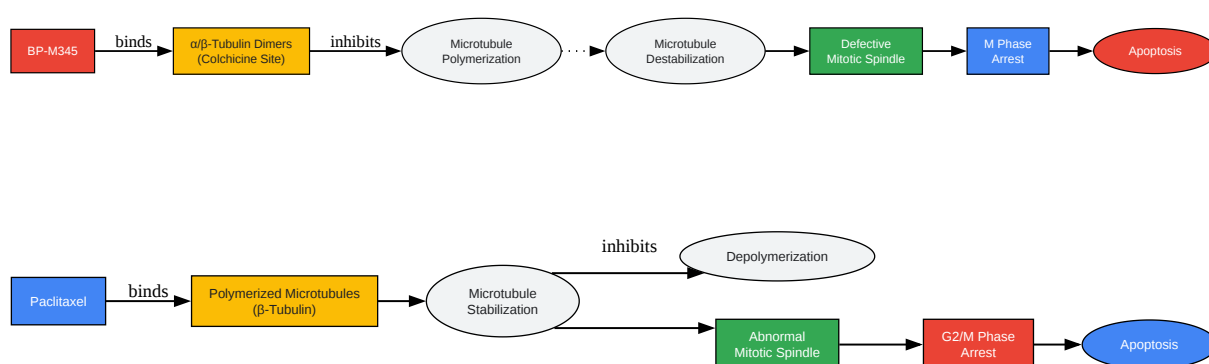 BP-M345
binds
α/β-Tubulin Dimers
(Colchicine Site)
inhibits
Microtubule
Polymerization
Microtubule
Destabilization
Defective
Mitotic Spindle
M Phase
Arrest
Apoptosis
Paclitaxel
binds
Polymerized Microtubules
(β-Tubulin)
Microtubule
Stabilization
inhibits
Depolymerization
Abnormal
Mitotic Spindle
G2/M Phase
Arrest
Apoptosis